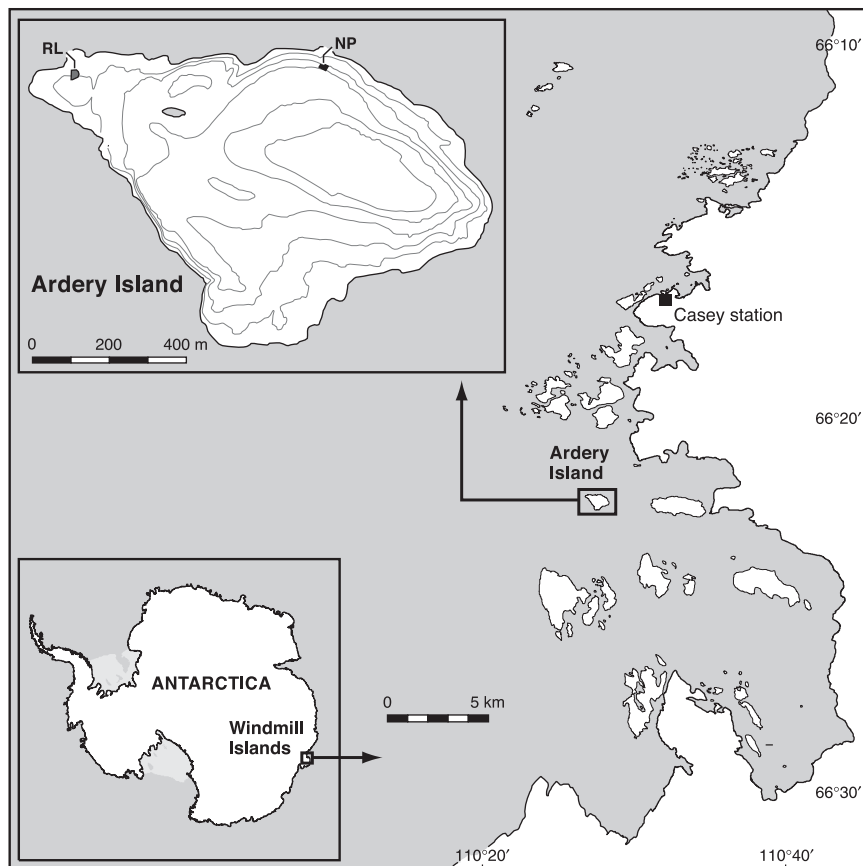 RL
NP
Ardery Island
0 200 400 m
66°10′
Casey station
66°20′
Ardery
Island
ANTARCTICA
Windmill
Islands
0 5 km
66°30′
110°20′ 110°40′